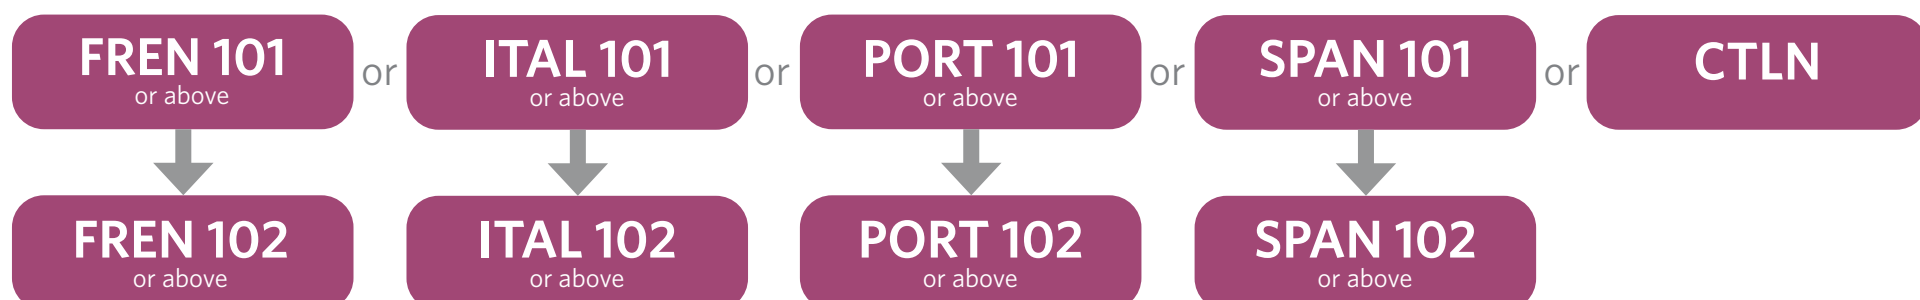 FREN 101 or ITAL 101 or PORT 101 or SPAN 101 or CTLN
or above or above or above or above
FREN 102 ITAL 102 PORT 102 SPAN 102
or above or above or above or above